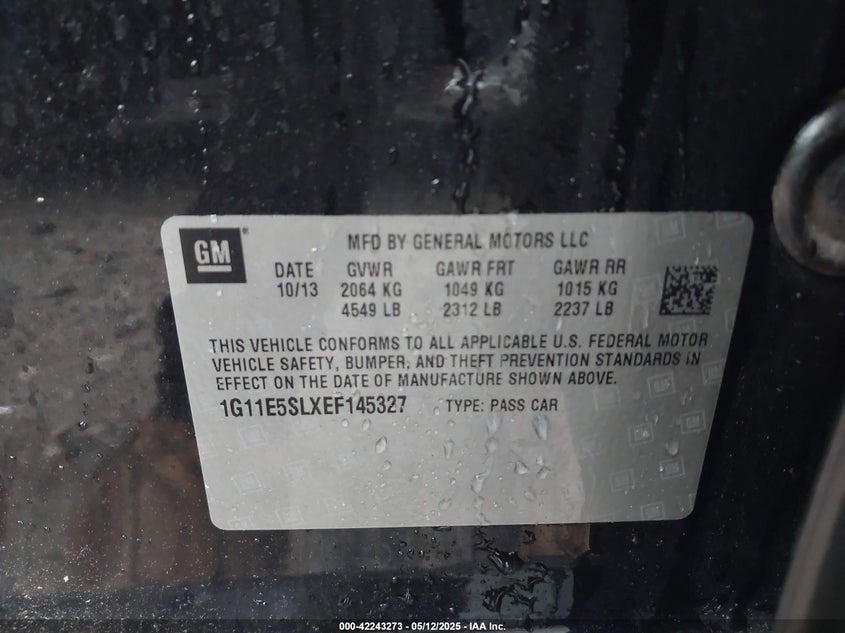 GM
MFD BY GENERAL MOTORS LLC
DATE GVWR GAWR FRT GAWR RR
10/13 2064 KG 1049 KG 1015 KG
4549 LB 2312 LB 2237 LB
THIS VEHICLE CONFORMS TO ALL APPLICABLE U.S. FEDERAL MOTOR
VEHICLE SAFETY, BUMPER, AND THEFT PREVENTION STANDARDS IN
EFFECT ON THE DATE OF MANUFACTURE SHOWN ABOVE.
1G11E5SLXEF145327 TYPE: PASS CAR
000-42243273 — 05/12/2025 — IAA Inc.